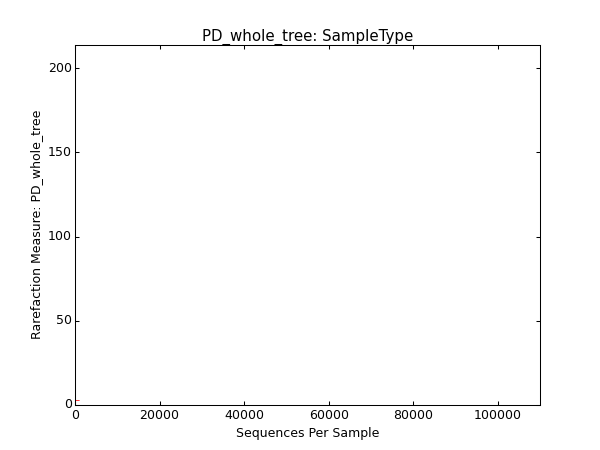 PD_whole_tree: SampleType
Rarefaction Measure: PD_whole_tree
200
150
100
50
0
0 20000 40000 60000 80000 100000
Sequences Per Sample